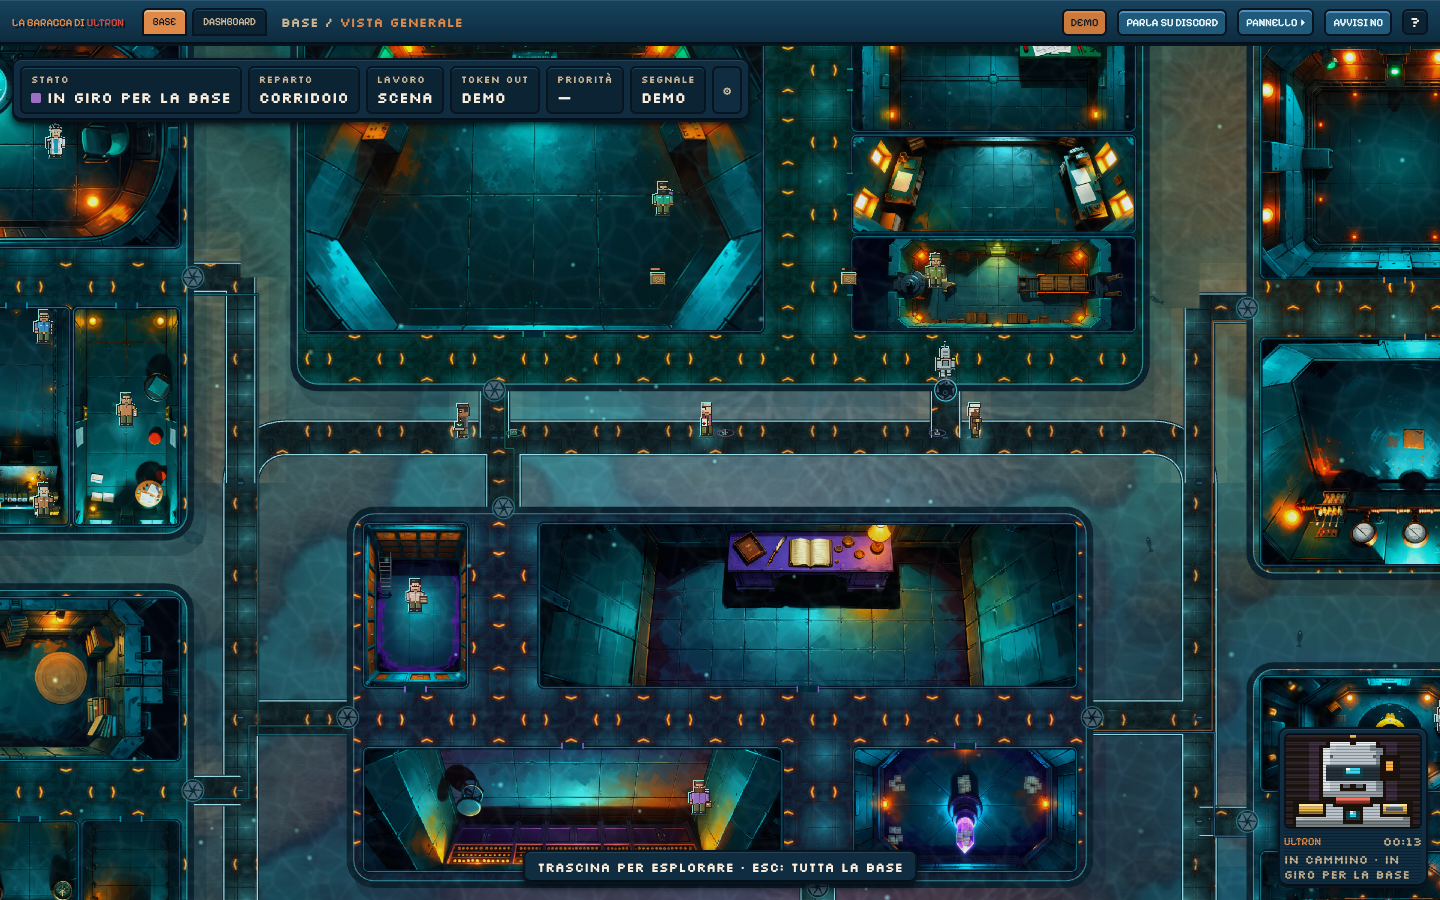 LA BARACCA DI ULTRON
BASE
DASHBOARD
BASE / VISTA GENERALE
DEMO
PARLA SU DISCORD
PANNELLO
AVVISI NO
?
STATO
IN GIRO PER LA BASE
REPARTO
CORRIDOIO
LAVORO
SCENA
TOKEN OUT
DEMO
PRIORITÀ
—
SEGNALE
DEMO
TRASCINA PER ESPLORARE · ESC: TUTTA LA BASE
ULTRON 00:13
IN CAMMINO · IN
GIRO PER LA BASE